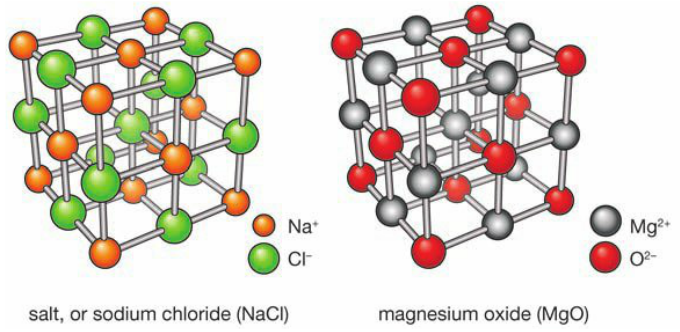 Na⁺
Cl⁻
salt, or sodium chloride (NaCl)
Mg²⁺
O²⁻
magnesium oxide (MgO)